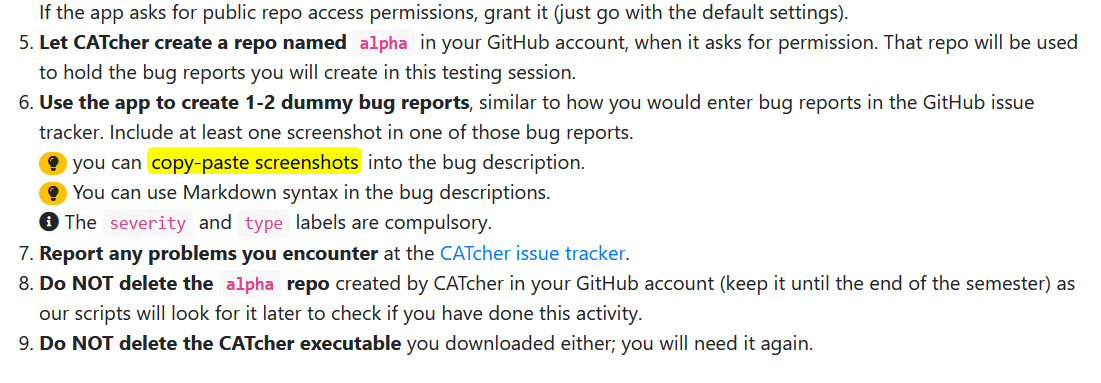 If the app asks for public repo access permissions, grant it (just go with the default settings).
5. Let CATcher create a repo named alpha in your GitHub account, when it asks for permission. That repo will be used
to hold the bug reports you will create in this testing session.
6. Use the app to create 1-2 dummy bug reports, similar to how you would enter bug reports in the GitHub issue
tracker. Include at least one screenshot in one of those bug reports.
you can copy-paste screenshots into the bug description.
You can use Markdown syntax in the bug descriptions.
The severity and type labels are compulsory.
7. Report any problems you encounter at the CATcher issue tracker.
8. Do NOT delete the alpha repo created by CATcher in your GitHub account (keep it until the end of the semester) as
our scripts will look for it later to check if you have done this activity.
9. Do NOT delete the CATcher executable you downloaded either; you will need it again.